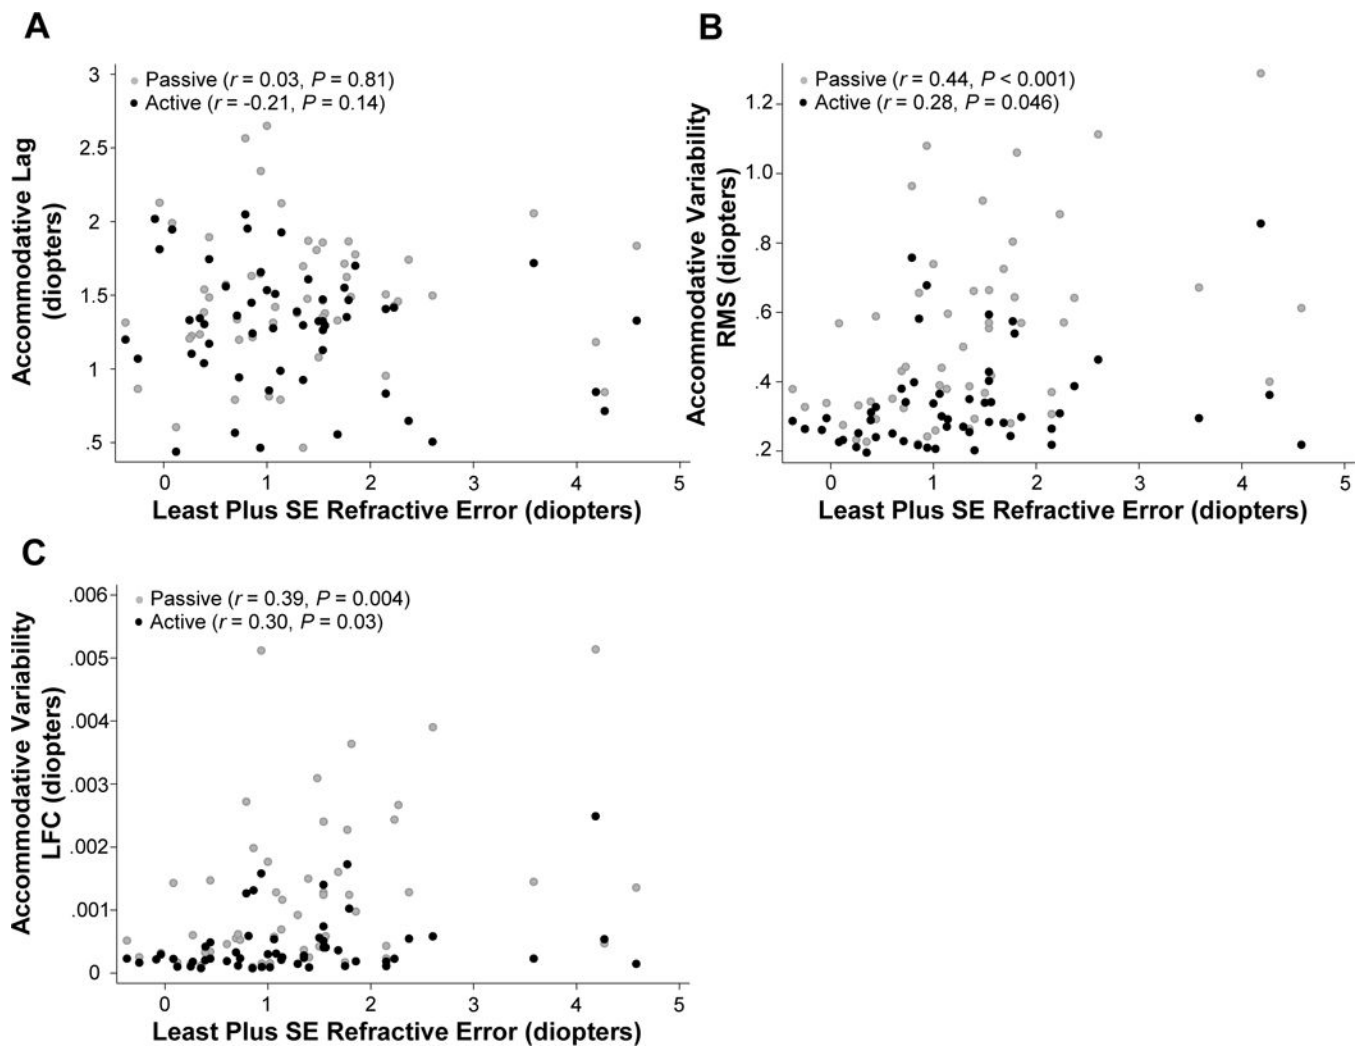 A
Passive (r = 0.03, P = 0.81)
Active (r = -0.21, P = 0.14)
Accommodative Lag
(diopters)
3
2.5
2
1.5
1
.5
0 1 2 3 4 5
Least Plus SE Refractive Error (diopters)
B
Passive (r = 0.44, P < 0.001)
Active (r = 0.28, P = 0.046)
Accommodative Variability
RMS (diopters)
1.2
1.0
.8
.6
.4
.2
0 1 2 3 4 5
Least Plus SE Refractive Error (diopters)
C
Passive (r = 0.39, P = 0.004)
Active (r = 0.30, P = 0.03)
Accommodative Variability
LFC (diopters)
.006
.005
.004
.003
.002
.001
0
0 1 2 3 4 5
Least Plus SE Refractive Error (diopters)